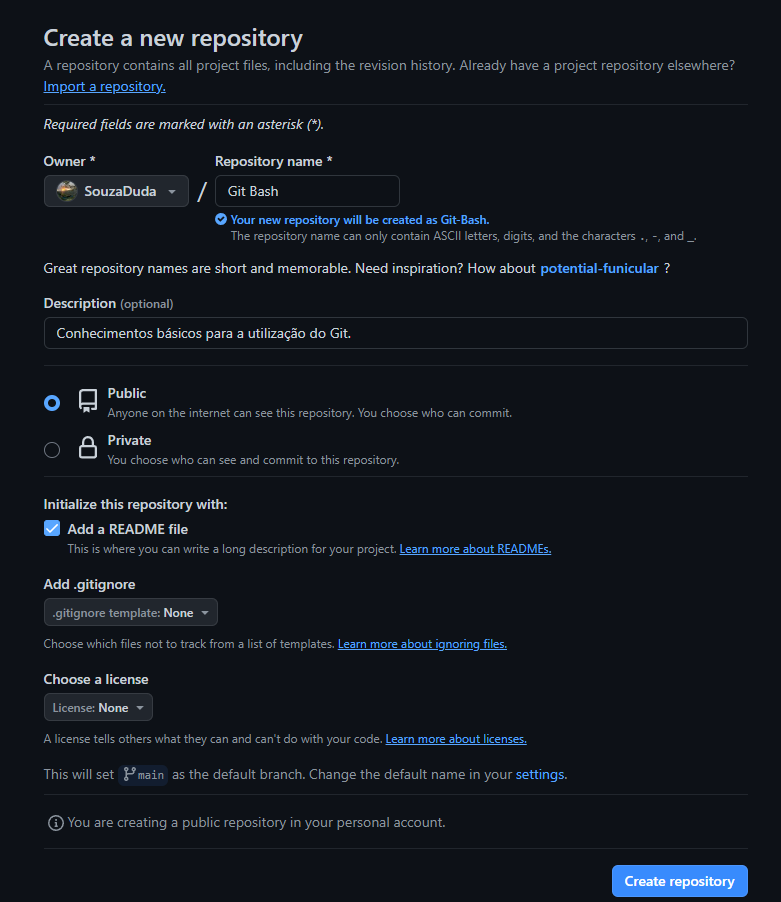 Create a new repository
A repository contains all project files, including the revision history. Already have a project repository elsewhere?
Import a repository.
Required fields are marked with an asterisk (*).
Owner * Repository name *
SouzaDuda / Git Bash
Your new repository will be created as Git-Bash.
The repository name can only contain ASCII letters, digits, and the characters ., -, and _.
Great repository names are short and memorable. Need inspiration? How about potential-funicular ?
Description (optional)
Conhecimentos básicos para a utilização do Git.
Public
Anyone on the internet can see this repository. You choose who can commit.
Private
You choose who can see and commit to this repository.
Initialize this repository with:
Add a README file
This is where you can write a long description for your project. Learn more about READMEs.
Add .gitignore
.gitignore template: None
Choose which files not to track from a list of templates. Learn more about ignoring files.
Choose a license
License: None
A license tells others what they can and can't do with your code. Learn more about licenses.
This will set main as the default branch. Change the default name in your settings.
You are creating a public repository in your personal account.
Create repository